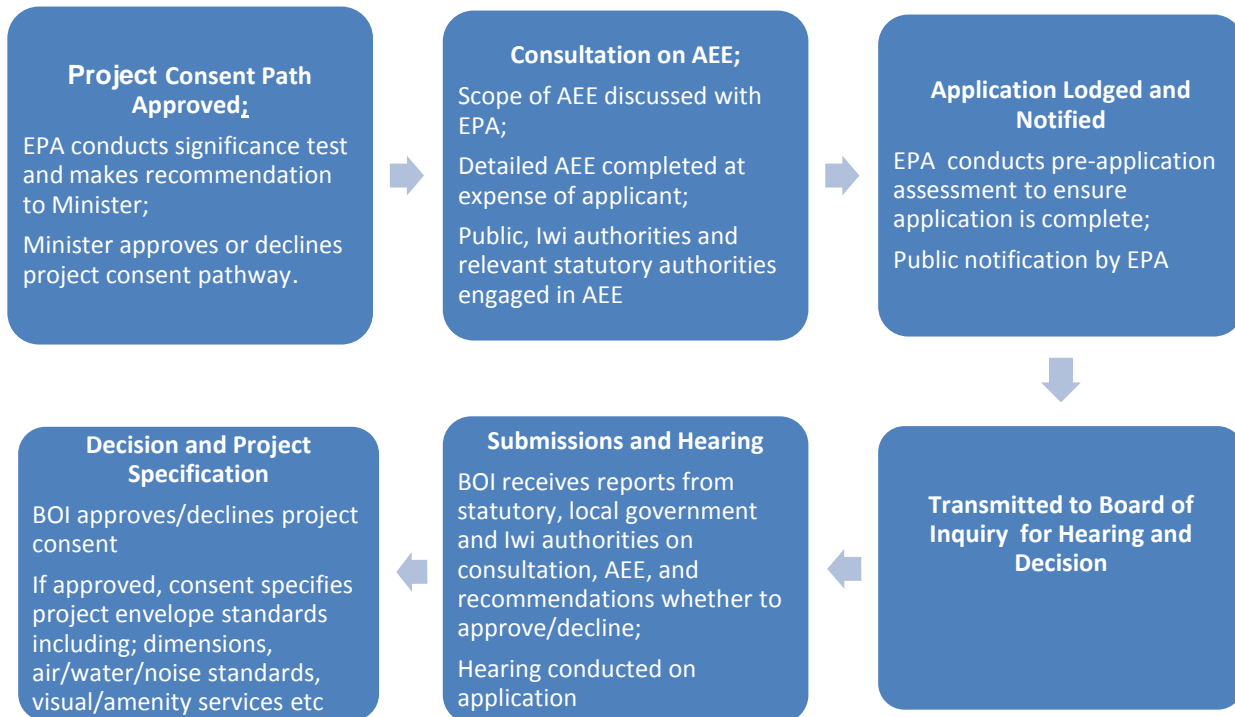 Project Consent Path
Approved;
EPA conducts significance test
and makes recommendation
to Minister;
Minister approves or declines
project consent pathway.
Consultation on AEE;
Scope of AEE discussed with
EPA;
Detailed AEE completed at
expense of applicant;
Public, Iwi authorities and
relevant statutory authorities
engaged in AEE
Application Lodged and
Notified
EPA conducts pre-application
assessment to ensure
application is complete;
Public notification by EPA
Transmitted to Board of
Inquiry for Hearing and
Decision
Submissions and Hearing
BOI receives reports from
statutory, local government
and Iwi authorities on
consultation, AEE, and
recommendations whether to
approve/decline;
Hearing conducted on
application
Decision and Project
Specification
BOI approves/declines project
consent
If approved, consent specifies
project envelope standards
including; dimensions,
air/water/noise standards,
visual/amenity services etc